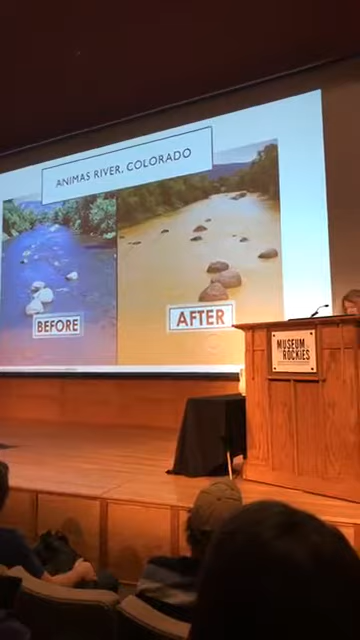 ANIMAS RIVER, COLORADO
BEFORE
AFTER
MUSEUM
OF THE
ROCKIES